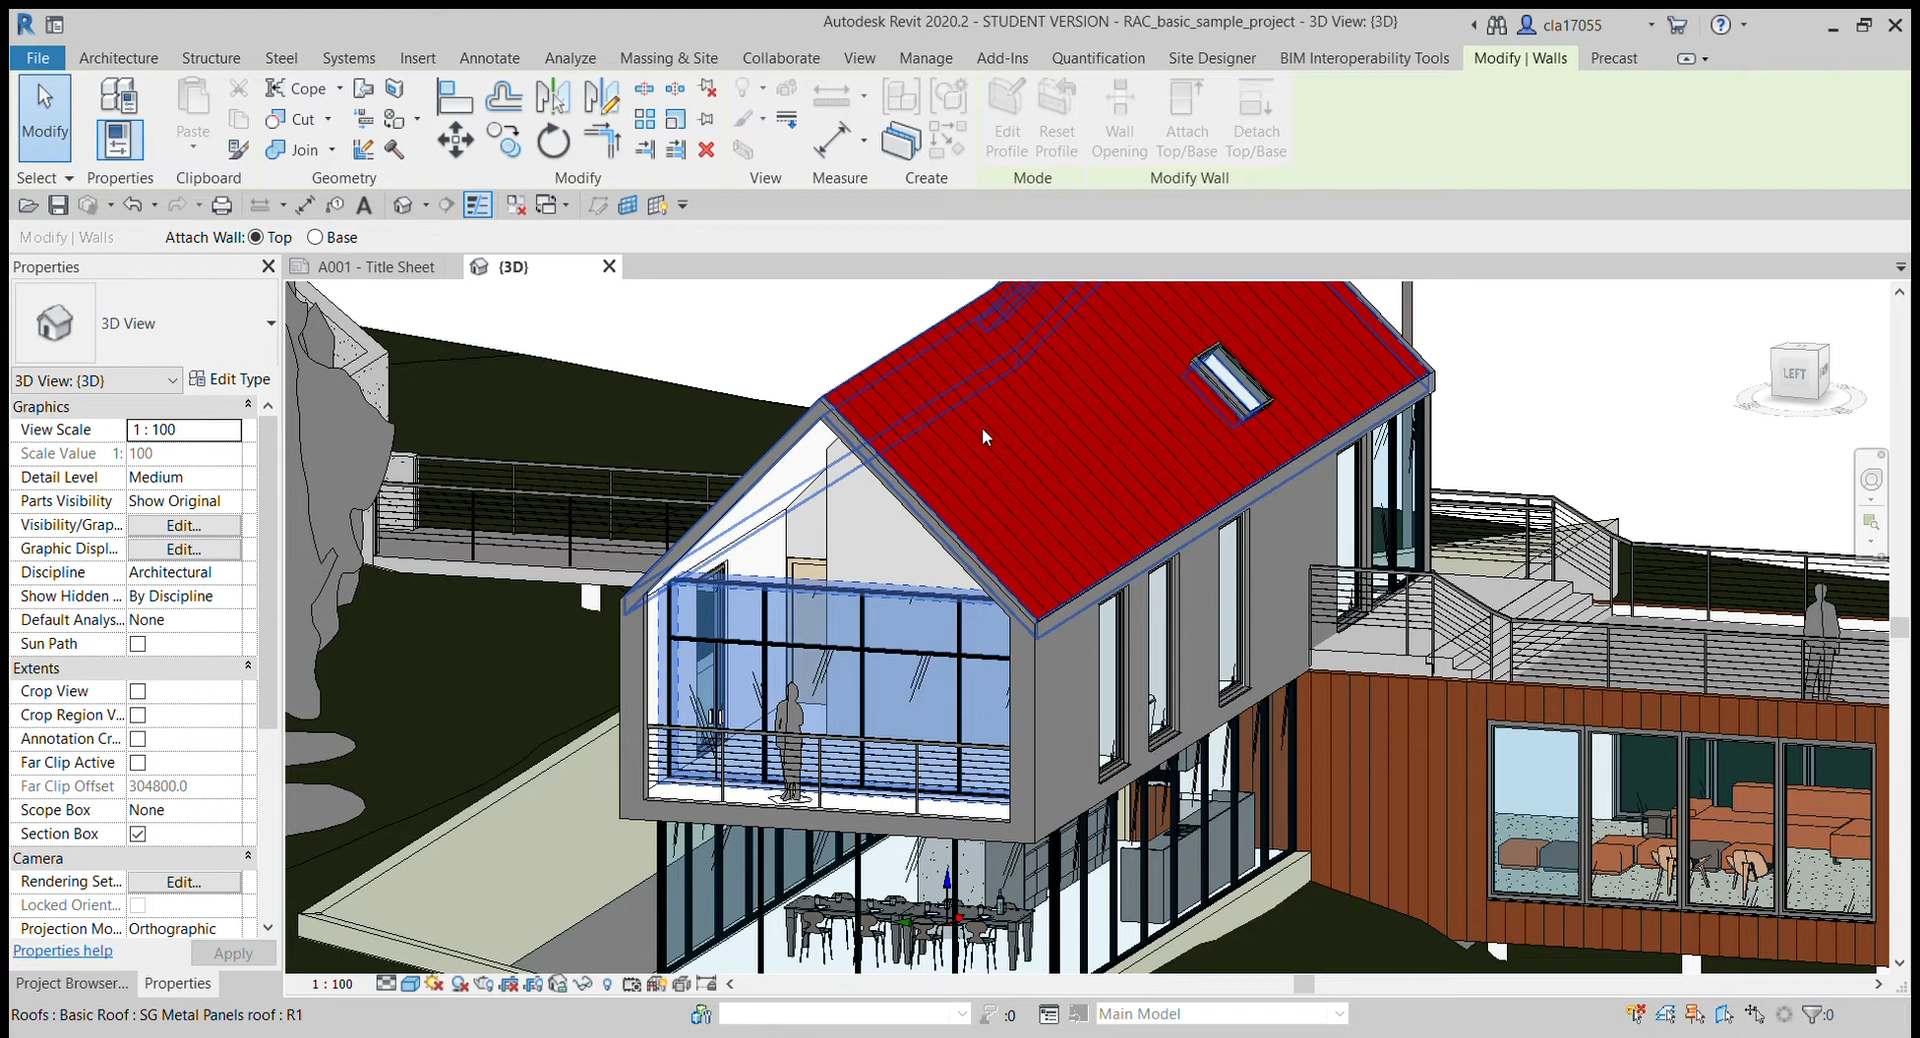 Autodesk Revit 2020.2 - STUDENT VERSION - RAC_basic_sample_project - 3D View: {3D}
cla17055
File Architecture Structure Steel Systems Insert Annotate Analyze Massing & Site Collaborate View Manage Add-Ins Quantification Site Designer BIM Interoperability Tools Modify | Walls Precast
Modify
Paste
Cope
Cut
Join
Edit Profile
Reset Profile
Wall Opening
Attach Top/Base
Detach Top/Base
Select Properties Clipboard Geometry Modify View Measure Create Mode Modify Wall
Modify | Walls Attach Wall: Top Base
Properties
A001 - Title Sheet
{3D}
3D View
3D View: {3D} Edit Type
Graphics
View Scale 1 : 100
Scale Value 1: 100
Detail Level Medium
Parts Visibility Show Original
Visibility/Grap... Edit...
Graphic Displ... Edit...
Discipline Architectural
Show Hidden ... By Discipline
Default Analys... None
Sun Path
Extents
Crop View
Crop Region V...
Annotation Cr...
Far Clip Active
Far Clip Offset 304800.0
Scope Box None
Section Box
Camera
Rendering Set... Edit...
Locked Orient...
Projection Mo... Orthographic
Properties help Apply
Project Browser... Properties
LEFT
1 : 100
Roofs : Basic Roof : SG Metal Panels roof : R1
:0
Main Model
:0